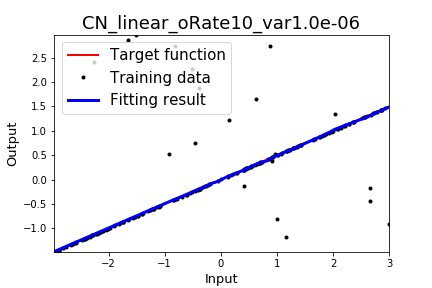 CN_linear_oRate10_var1.0e-06
Target function
Training data
Fitting result
Output
2.5
2.0
1.5
1.0
0.5
0.0
−0.5
−1.0
−2
−1
0
1
2
3
Input